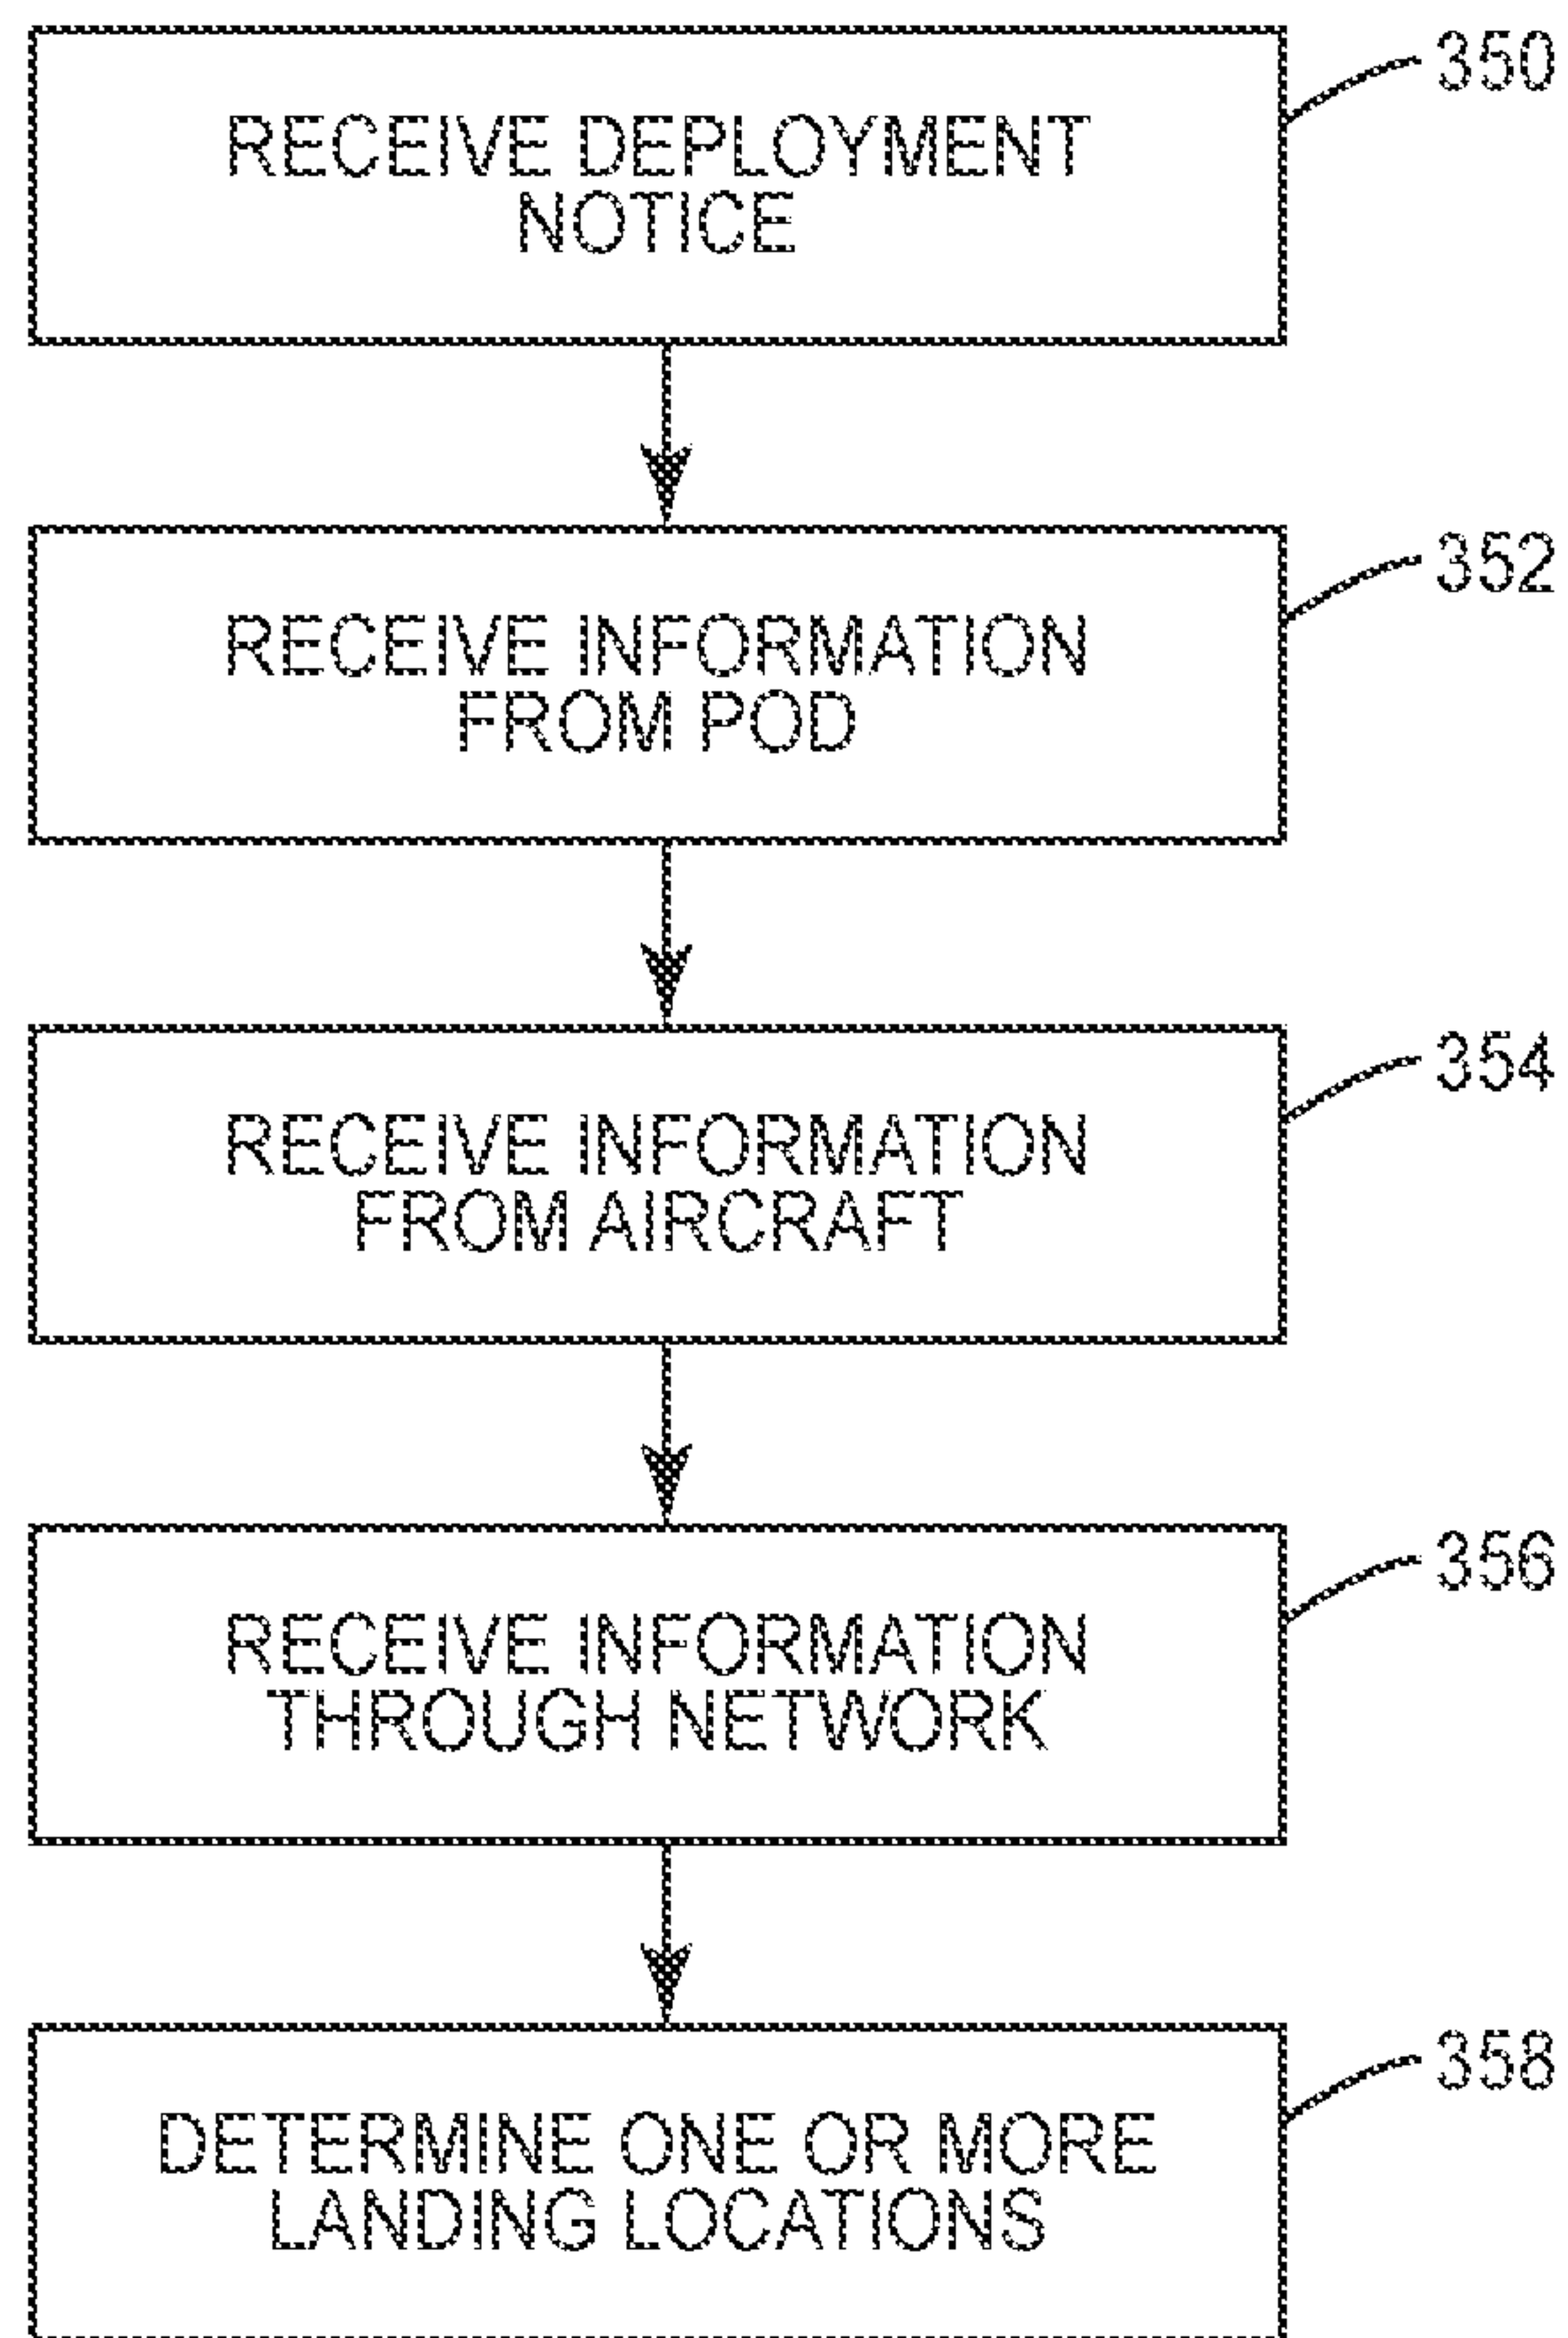 RECEIVE DEPLOYMENT
NOTICE
350
RECEIVE INFORMATION
FROM POD
352
RECEIVE INFORMATION
FROM AIRCRAFT
354
RECEIVE INFORMATION
THROUGH NETWORK
356
DETERMINE ONE OR MORE
LANDING LOCATIONS
358